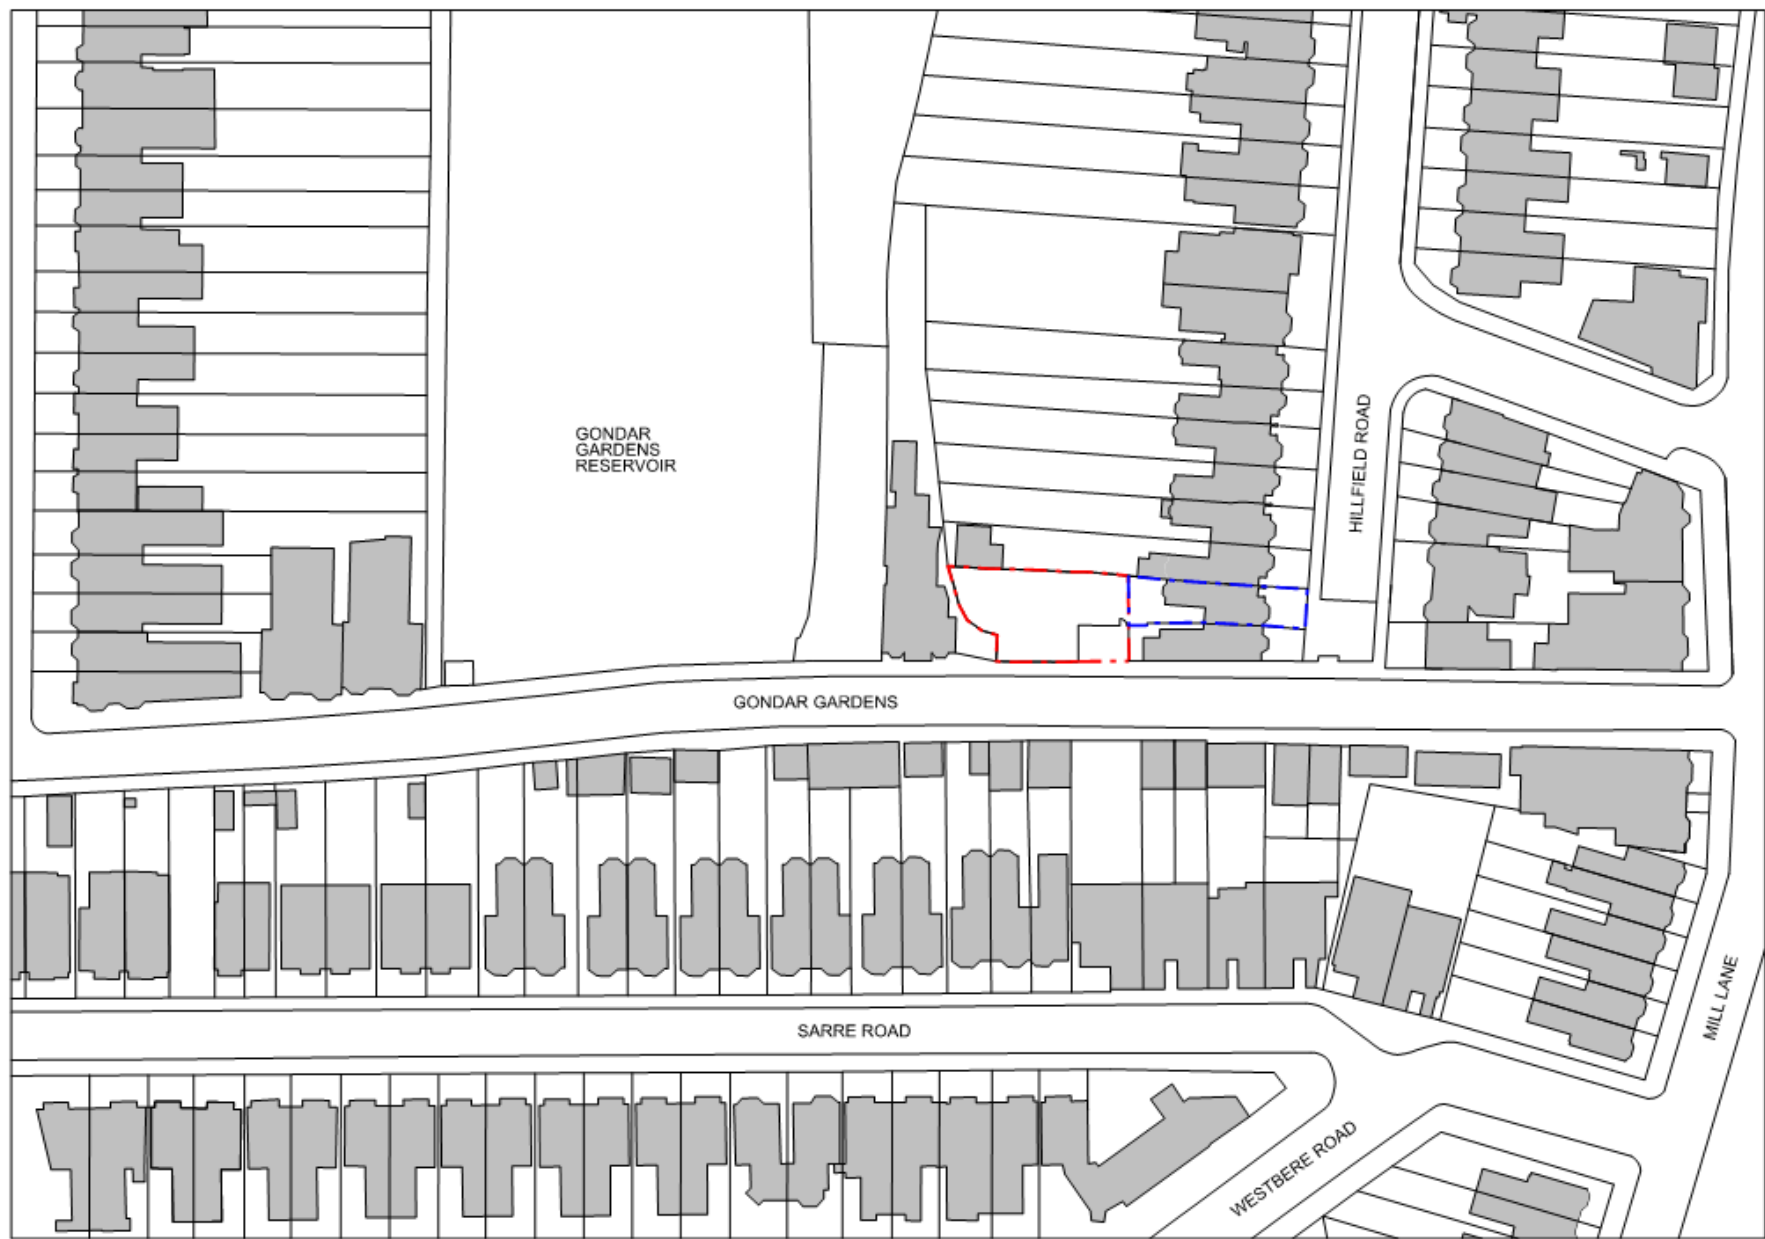 GONDAR
GARDENS
RESERVOIR
HILLFIELD ROAD
GONDAR GARDENS
SARRE ROAD
MILL LANE
WESTBERE ROAD